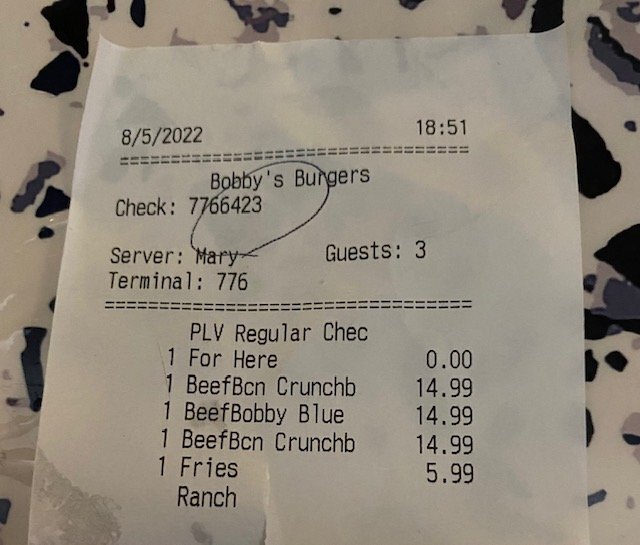 8/5/2022 18:51
===================================
Bobby's Burgers
Check: 7766423
Server: Mary Guests: 3
Terminal: 776
===================================
PLV Regular Chec
1 For Here 0.00
1 BeefBcn Crunchb 14.99
1 BeefBobby Blue 14.99
1 BeefBcn Crunchb 14.99
1 Fries 5.99
Ranch